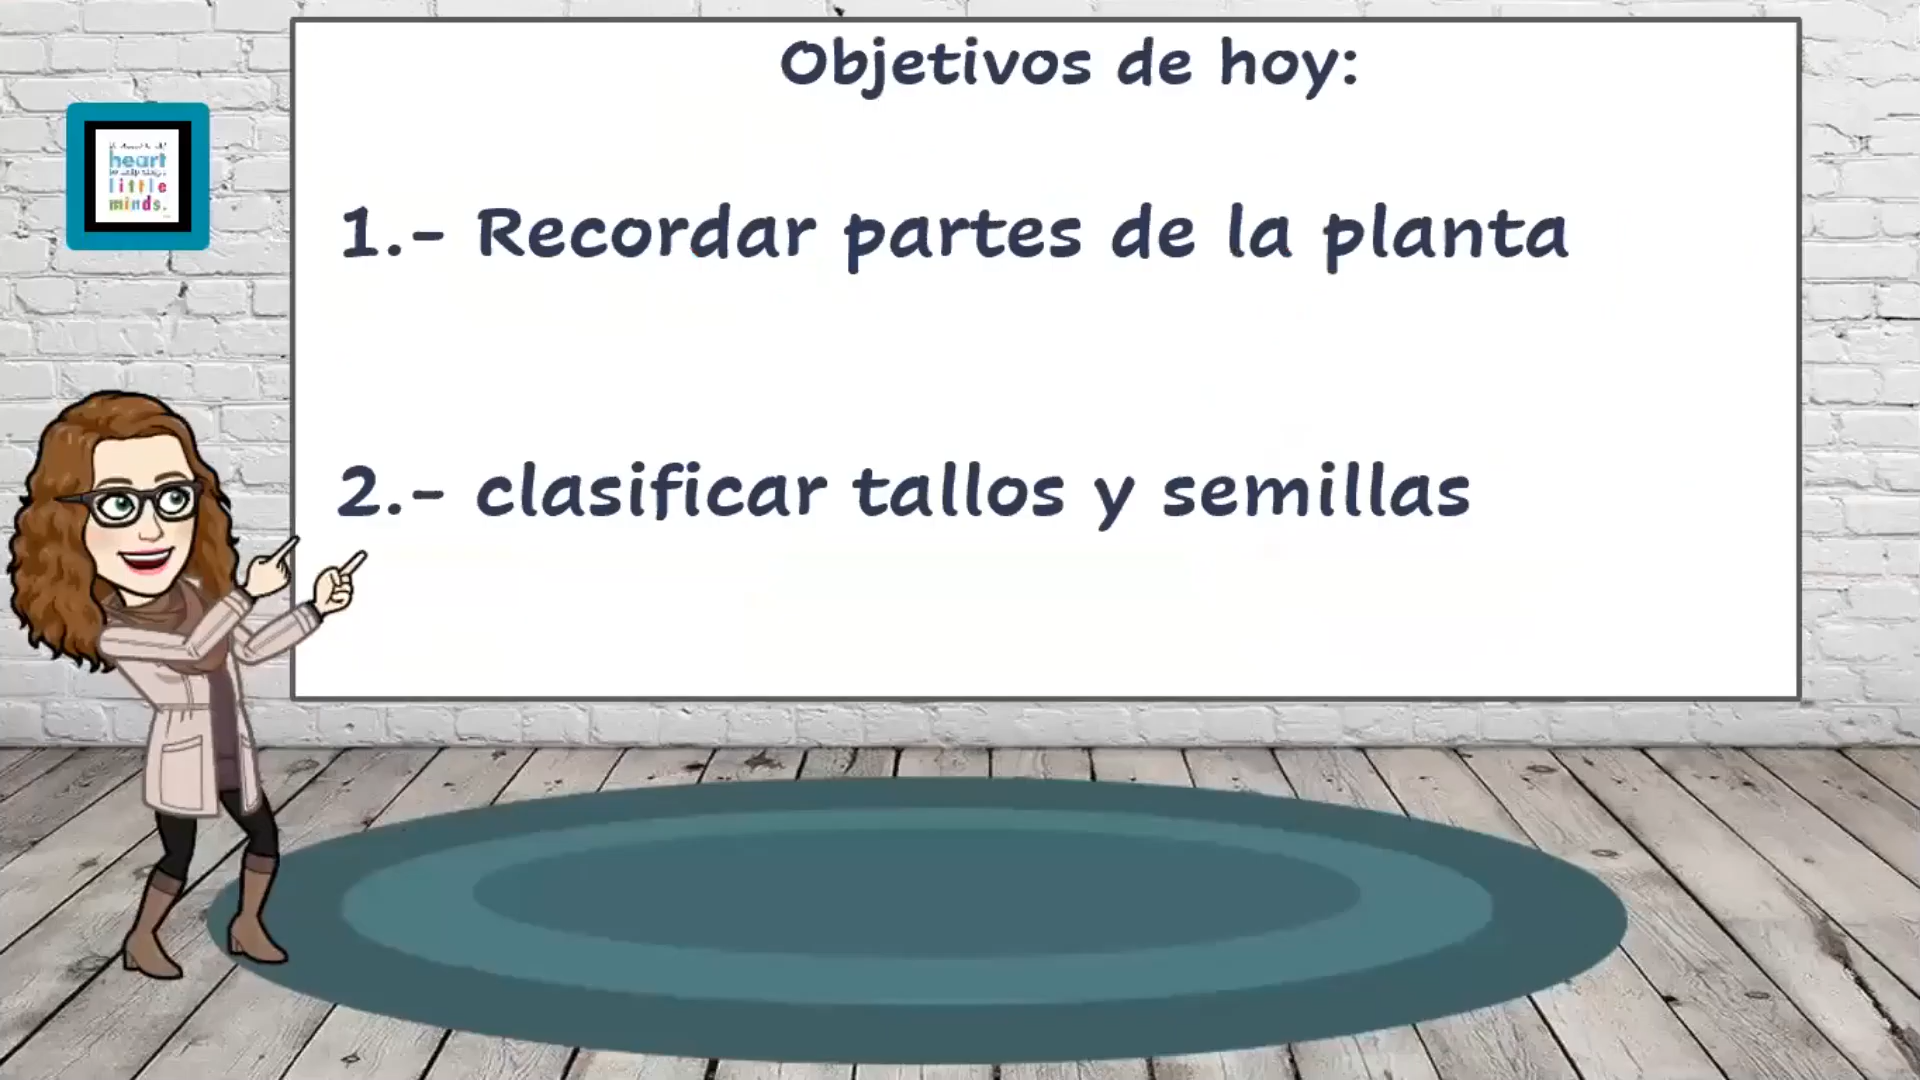 Objetivos de hoy:
1.- Recordar partes de la planta
2.- clasificar tallos y semillas
heart
little
minds.